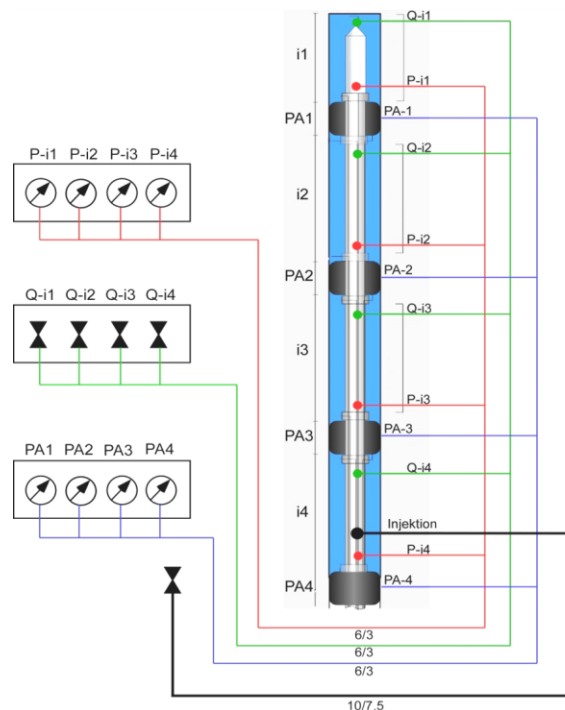 Q-i1
i1
P-i1
PA1
PA-1
P-i1 P-i2 P-i3 P-i4
Q-i2
i2
P-i2
PA2
PA-2
Q-i1 Q-i2 Q-i3 Q-i4
Q-i3
i3
P-i3
PA3
PA-3
PA1 PA2 PA3 PA4
Q-i4
i4
Injektion
P-i4
PA4
PA-4
6/3
6/3
6/3
10/7.5